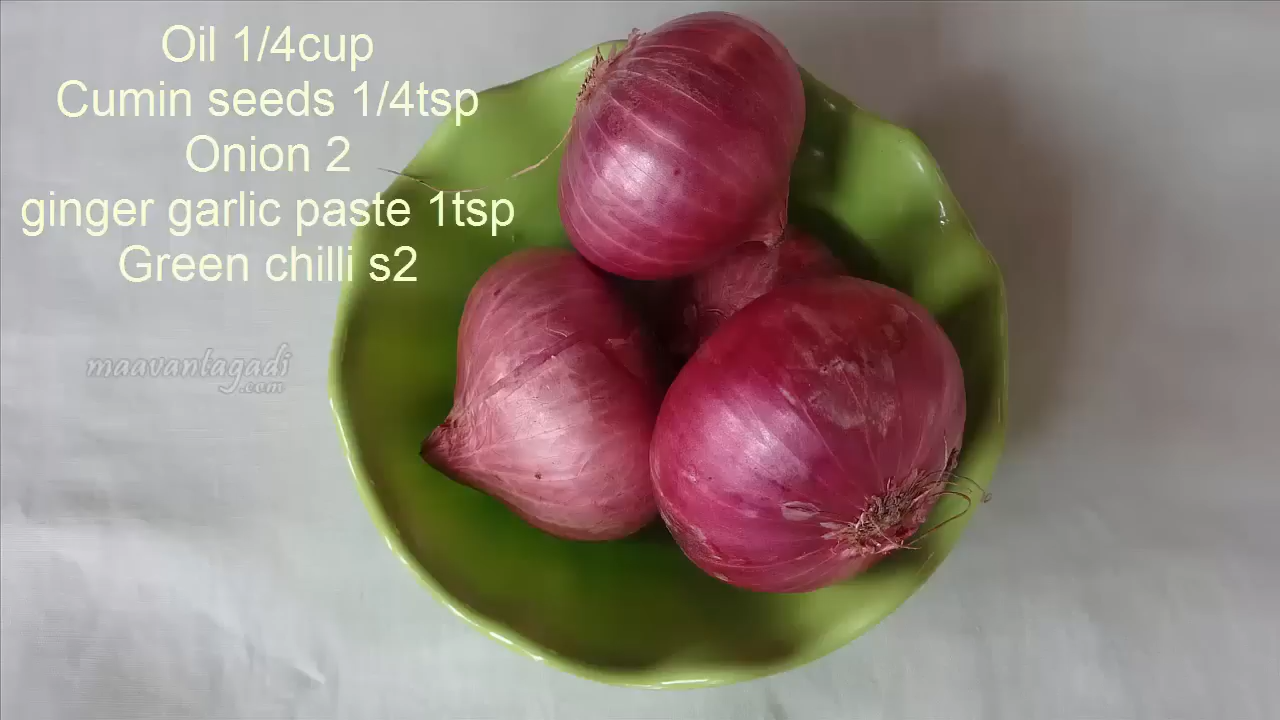 Oil 1/4cup
Cumin seeds 1/4tsp
Onion 2
ginger garlic paste 1tsp
Green chilli s2
maavantagadi
.com